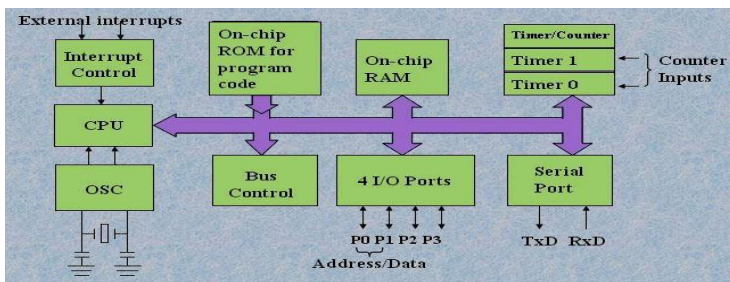 External interrupts
Interrupt
Control
CPU
OSC
On-chip
ROM for
program
code
On-chip
RAM
Timer/Counter
Timer 1
Timer 0
Counter
Inputs
Bus
Control
4 I/O Ports
Serial
Port
P0 P1 P2 P3
Address/Data
TxD RxD